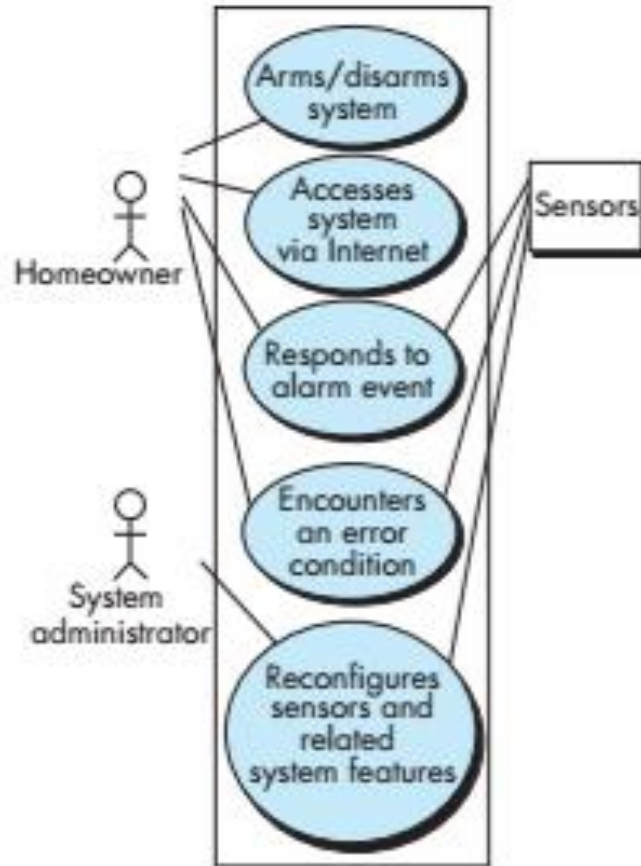 Arms/disarms
system
Accesses
system
via Internet
Sensors
Homeowner
Responds to
alarm event
Encounters
an error
condition
System
administrator
Reconfigures
sensors and
related
system features